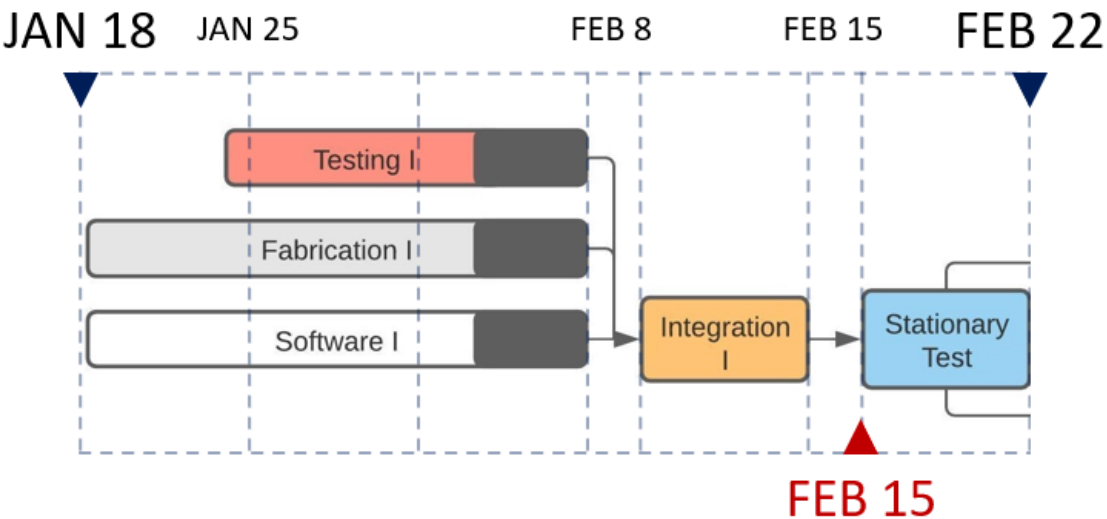 JAN 18
JAN 25
FEB 8
FEB 15
FEB 22
Testing I
Fabrication I
Software I
Integration
I
Stationary
Test
FEB 15